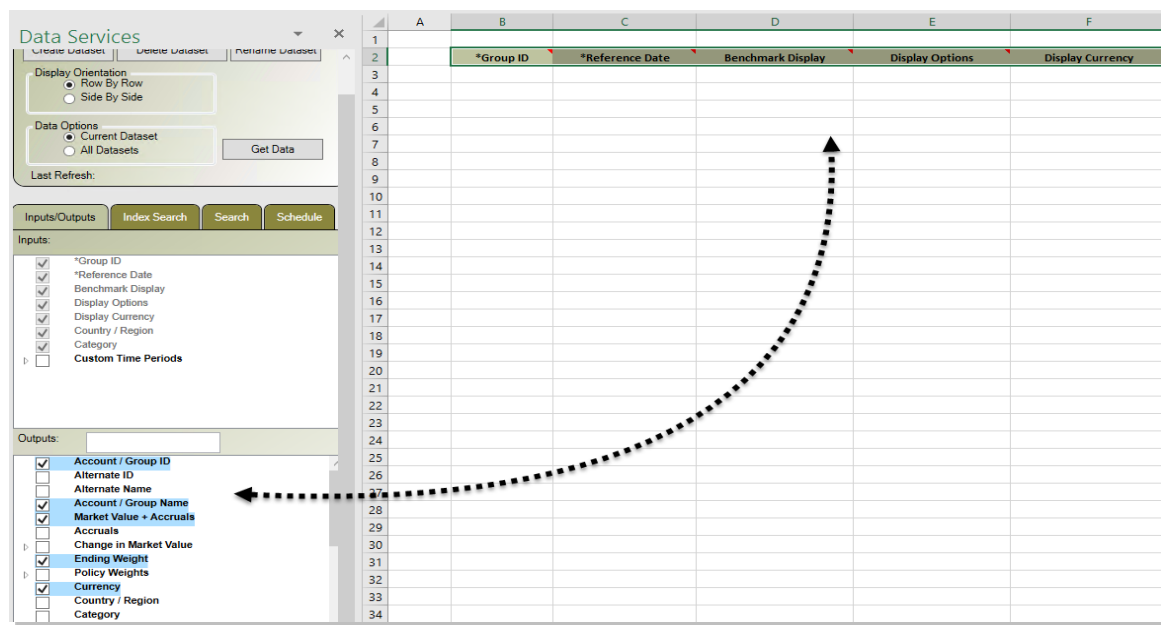 Data Services
Create Dataset Delete Dataset Rename Dataset
Display Orientation
Row By Row
Side By Side
Data Options
Current Dataset
All Datasets
Get Data
Last Refresh:
Inputs/Outputs Index Search Search Schedule
Inputs:
*Group ID
*Reference Date
Benchmark Display
Display Options
Display Currency
Country / Region
Category
Custom Time Periods
Outputs:
Account / Group ID
Alternate ID
Alternate Name
Account / Group Name
Market Value + Accruals
Accruals
Change in Market Value
Ending Weight
Policy Weights
Currency
Country / Region
Category
A B C D E F
1
2 *Group ID *Reference Date Benchmark Display Display Options Display Currency
3
4
5
6
7
8
9
10
11
12
13
14
15
16
17
18
19
20
21
22
23
24
25
26
27
28
29
30
31
32
33
34